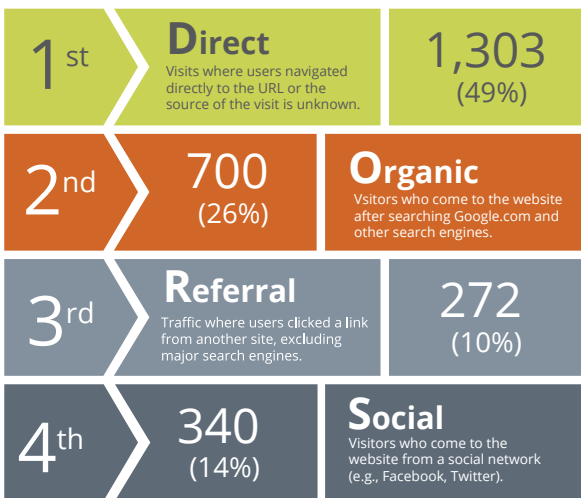 1st
Direct
Visits where users navigated
directly to the URL or the
source of the visit is unknown.
1,303
(49%)
2nd
700
(26%)
Organic
Vsitors who come to the website
after searching Google.com and
other search engines.
3rd
Referral
Traffic where users clicked a link
from another site, excluding
major search engines.
272
(10%)
4th
340
(14%)
Social
Visitors who come to the
website from a social network
(e.g., Facebook, Twitter).